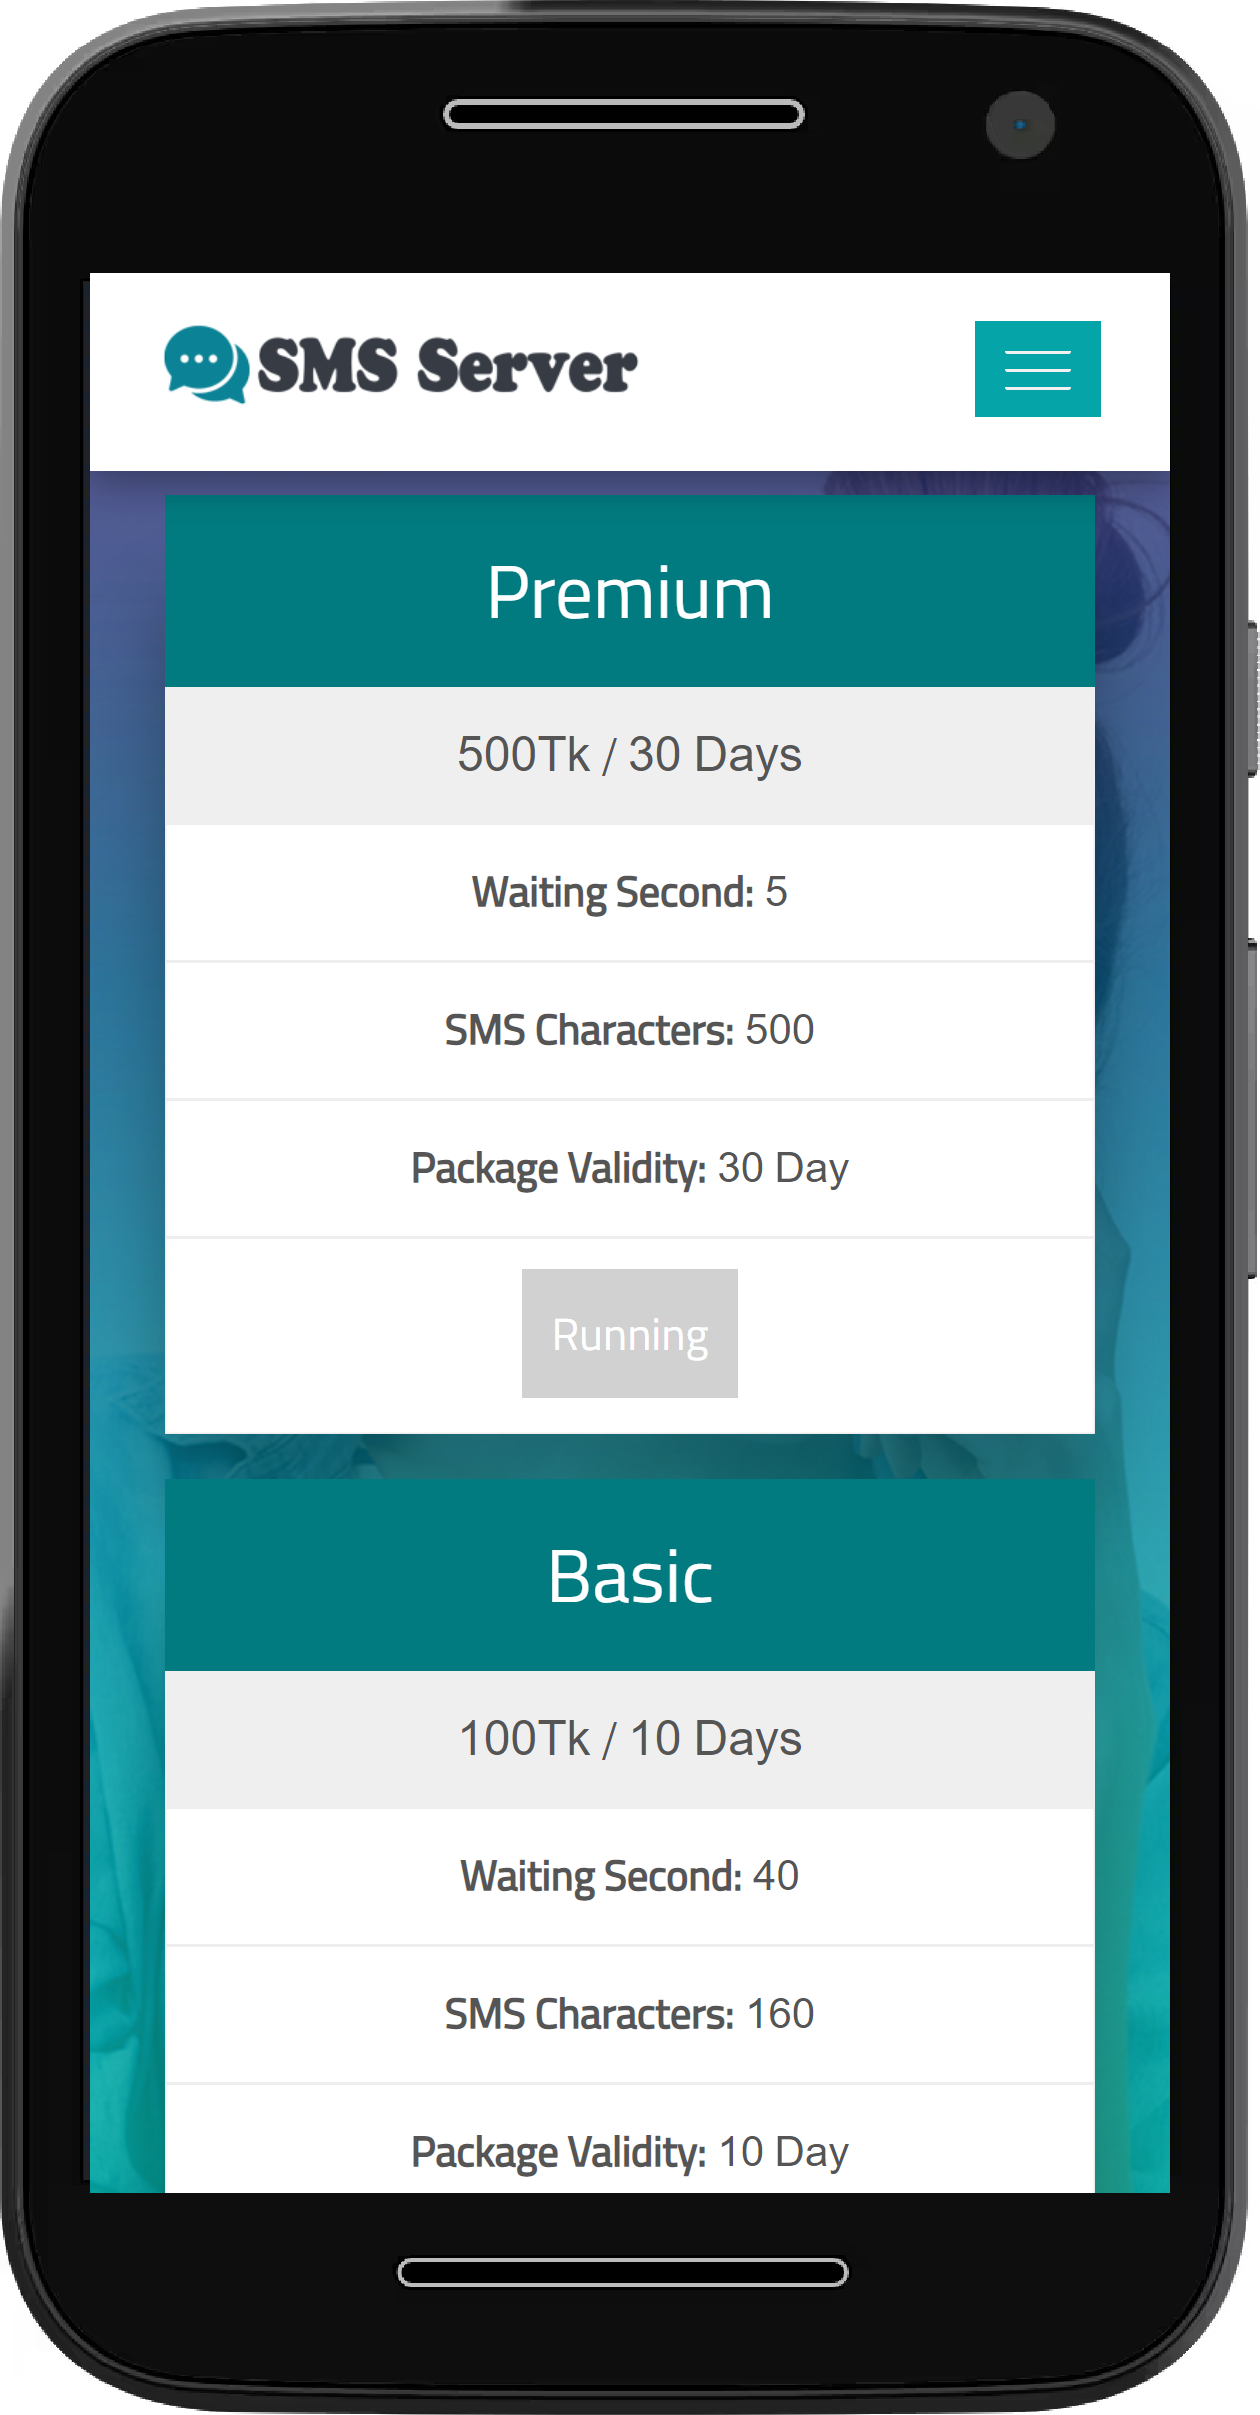 SMS Server
Premium
500Tk / 30 Days
Waiting Second: 5
SMS Characters: 500
Package Validity: 30 Day
Running
Basic
100Tk / 10 Days
Waiting Second: 40
SMS Characters: 160
Package Validity: 10 Day